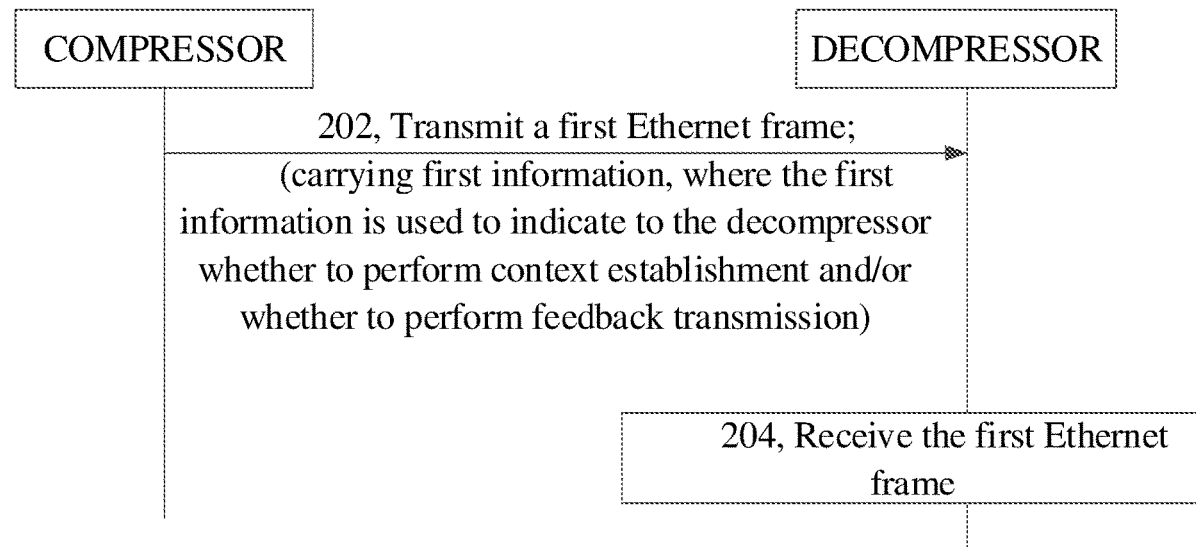 COMPRESSOR
DECOMPRESSOR
202, Transmit a first Ethernet frame;
(carrying first information, where the first
information is used to indicate to the decompressor
whether to perform context establishment and/or
whether to perform feedback transmission)
204, Receive the first Ethernet
frame